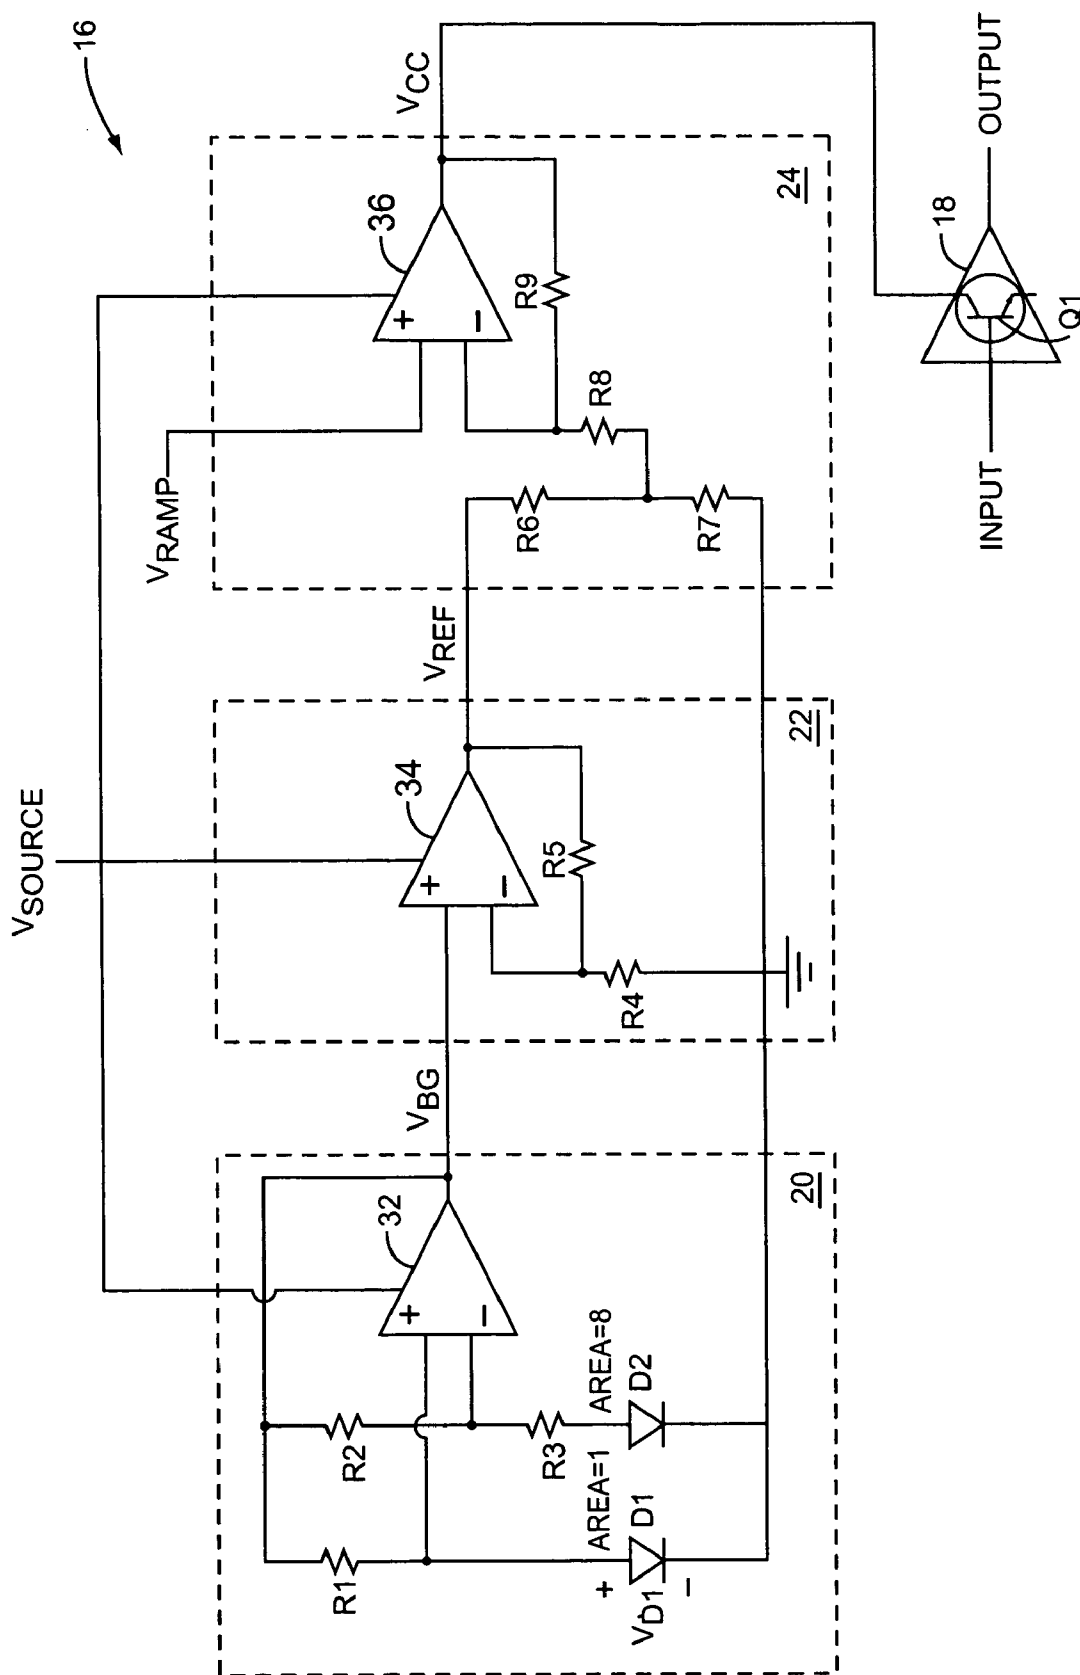 16
VSOURCE
VRAMP
VCC
36
+
−
R9
R8
R6
R7
24
VREF
34
+
−
R5
R4
22
VBG
32
+
−
R1
R2
R3
AREA=1
AREA=8
+
VD1
−
D1
D2
20
INPUT
18
Q1
OUTPUT